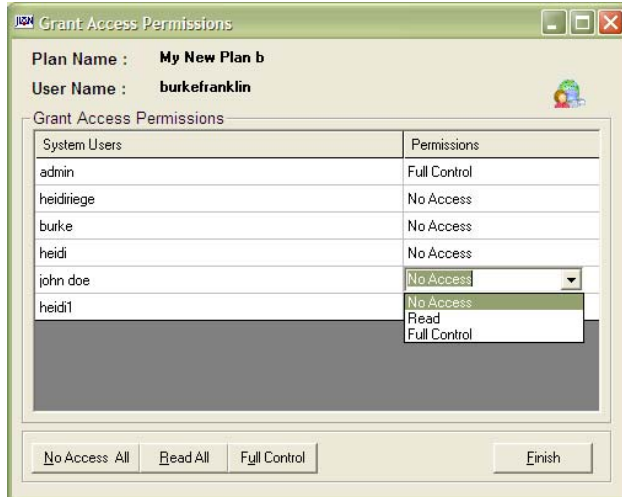 JIAN Grant Access Permissions
Plan Name : My New Plan b
User Name : burkefranklin
Grant Access Permissions
System Users Permissions
admin Full Control
heidiriege No Access
burke No Access
heidi No Access
john doe No Access
heidi1
No Access
Read
Full Control
No Access All Read All Full Control Finish